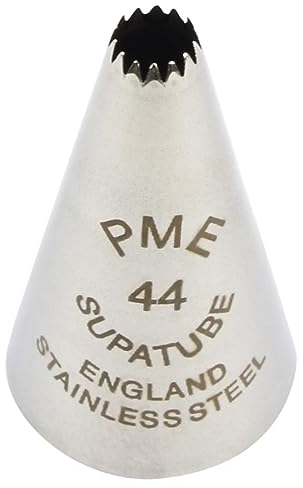 PME
44
SUPATUBE
ENGLAND
STAINLESS STEEL